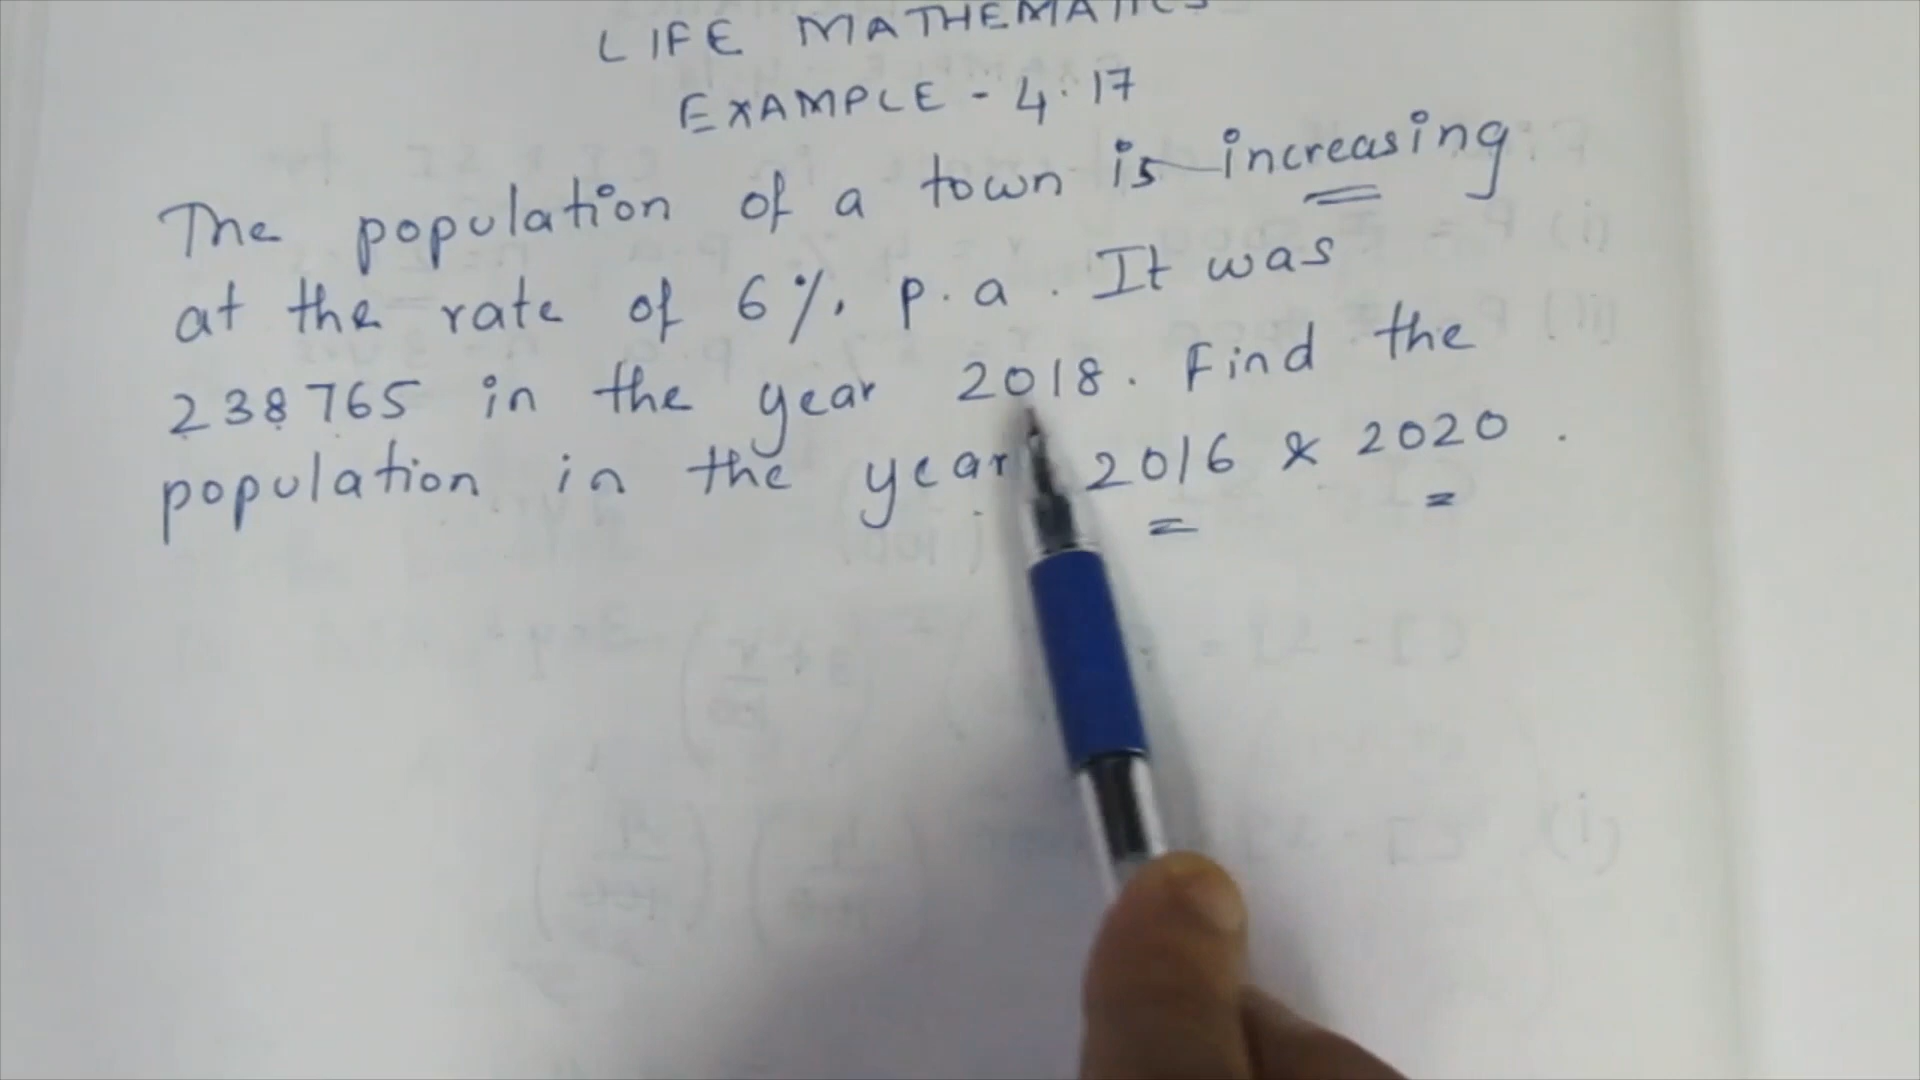 LIFE MATHEMATICS
EXAMPLE - 4.17
The population of a town is increasing
at the rate of 6% p.a. It was
238765 in the year 2018. Find the
population in the year 2016 & 2020.